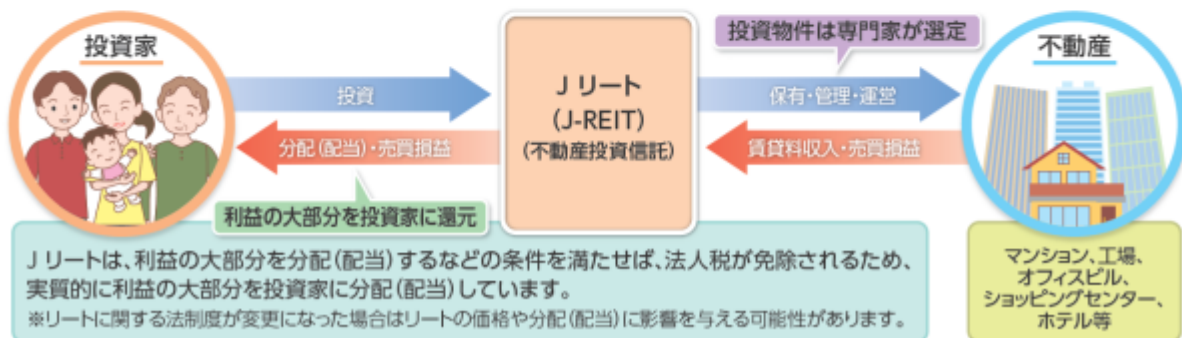 投資家
投資
分配(配当)・売買損益
利益の大部分を投資家に還元
Jリート
(J-REIT)
(不動産投資信託)
投資物件は専門家が選定
保有・管理・運営
賃貸料収入・売買損益
不動産
マンション、工場、
オフィスビル、
ショッピングセンター、
ホテル等
Jリートは、利益の大部分を分配(配当)するなどの条件を満たせば、法人税が免除されるため、
実質的に利益の大部分を投資家に分配(配当)しています。
※リートに関する法制度が変更になった場合はリートの価格や分配(配当)に影響を与える可能性があります。